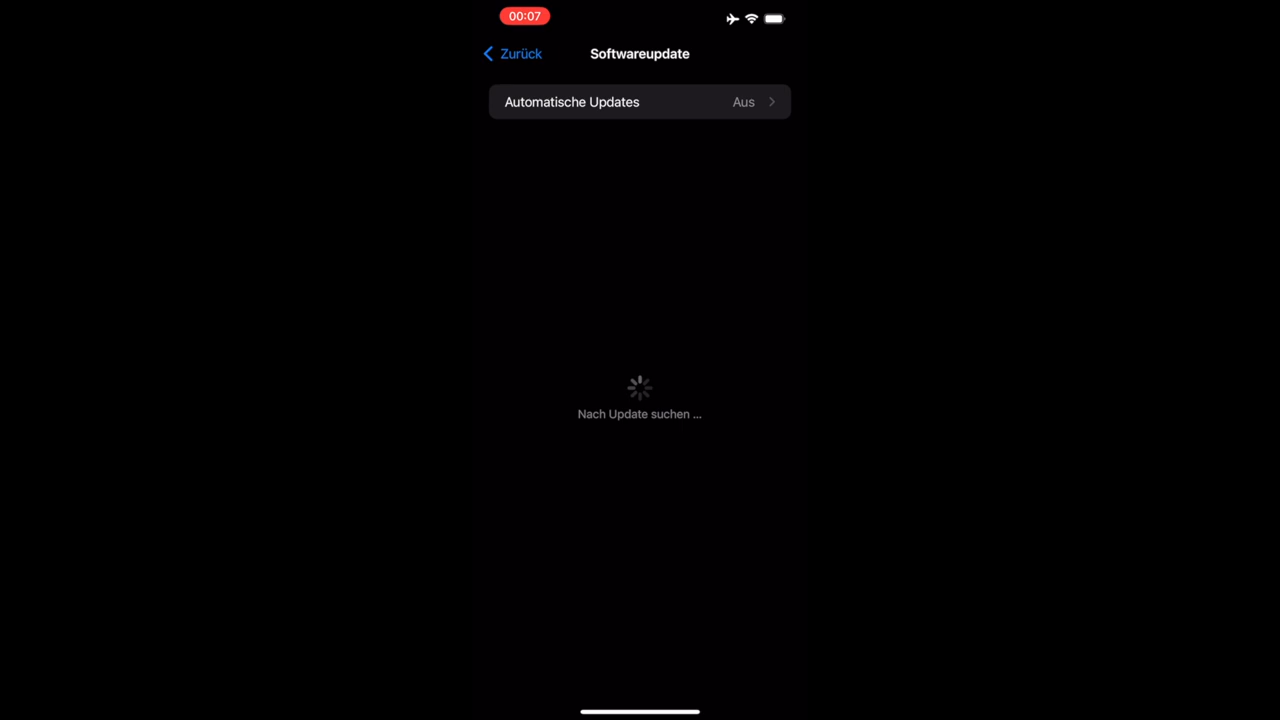 00:07
Zurück
Softwareupdate
Automatische Updates Aus
Nach Update suchen ...